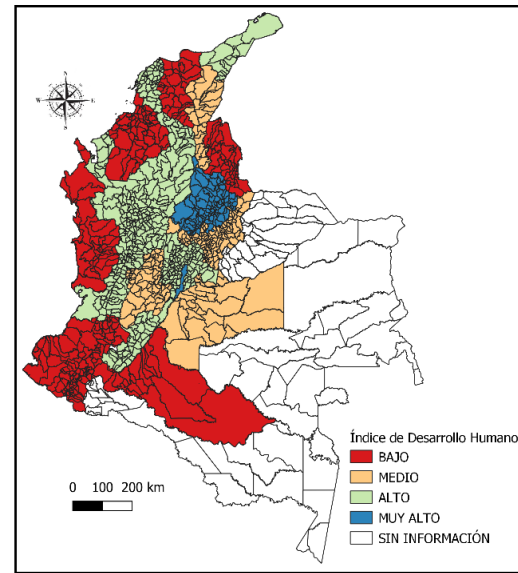 N
W
E
S
Índice de Desarrollo Humano
BAJO
MEDIO
ALTO
MUY ALTO
SIN INFORMACIÓN
0 100 200 km